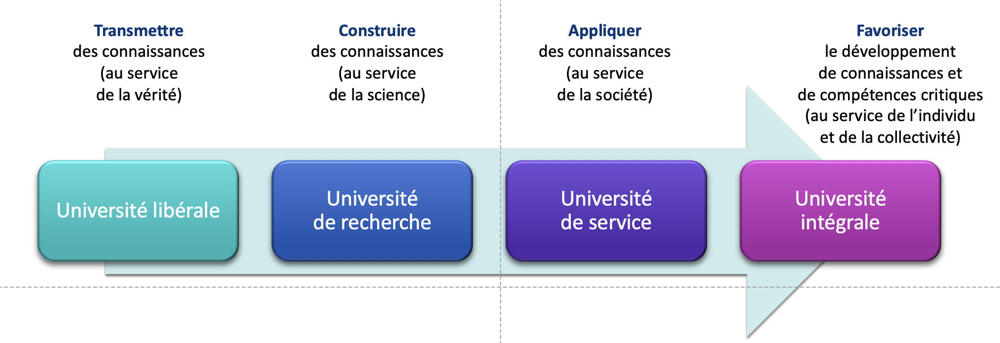 Transmettre
des connaissances
(au service
de la vérité)
Construire
des connaissances
(au service
de la science)
Appliquer
des connaissances
(au service
de la société)
Favoriser
le développement
de connaissances et
de compétences critiques
(au service de l’individu
et de la collectivité)
Université libérale
Université
de recherche
Université
de service
Université
intégrale